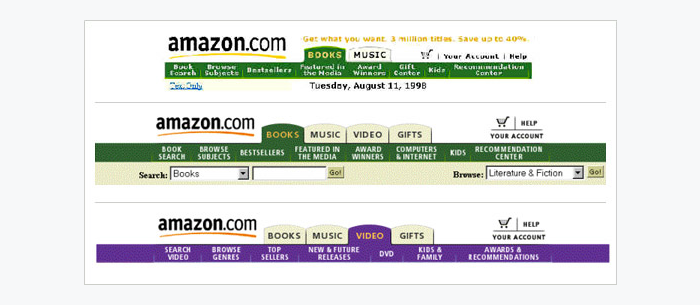 amazon.com
Get what you want. 3 million titles. Save up to 40%.
BOOKS MUSIC | Your Account | Help
Book Search Browse Subjects Bestsellers Featured in the Media Award Winners Gift Center Kids Recommendation Center
Text Only Tuesday, August 11, 1998
amazon.com BOOKS MUSIC VIDEO GIFTS | HELP
YOUR ACCOUNT
BOOK SEARCH BROWSE SUBJECTS BESTSELLERS FEATURED IN THE MEDIA AWARD WINNERS COMPUTERS & INTERNET KIDS RECOMMENDATION CENTER
Search: Books Go! Browse: Literature & Fiction Go!
amazon.com BOOKS MUSIC VIDEO GIFTS | HELP
YOUR ACCOUNT
SEARCH VIDEO BROWSE GENRES TOP SELLERS NEW & FUTURE RELEASES DVD KIDS & FAMILY AWARDS & RECOMMENDATIONS